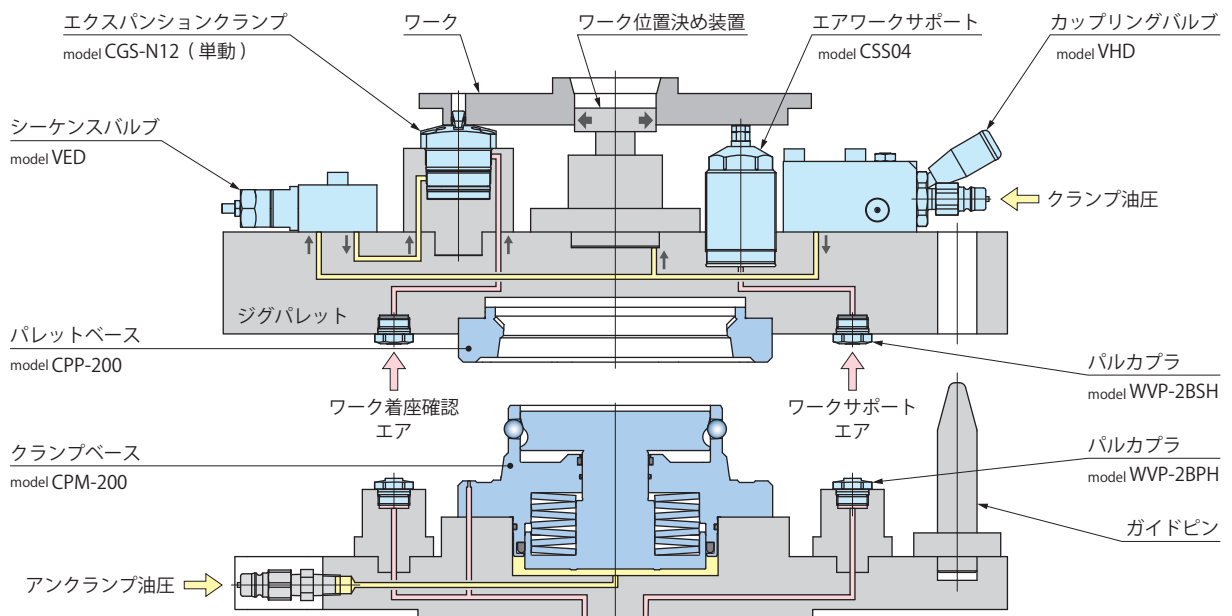 エクスパンションクランプ
model CGS-N12（単動）
ワーク
ワーク位置決め装置
エアワークサポート
model CSS04
カップリングバルブ
model VHD
シーケンスバルブ
model VED
クランプ油圧
ジグパレット
パレットベース
model CPP-200
ワーク着座確認
エア
ワークサポート
エア
パルカプラ
model WVP-2BSH
クランプベース
model CPM-200
パルカプラ
model WVP-2BPH
ガイドピン
アンクランプ油圧